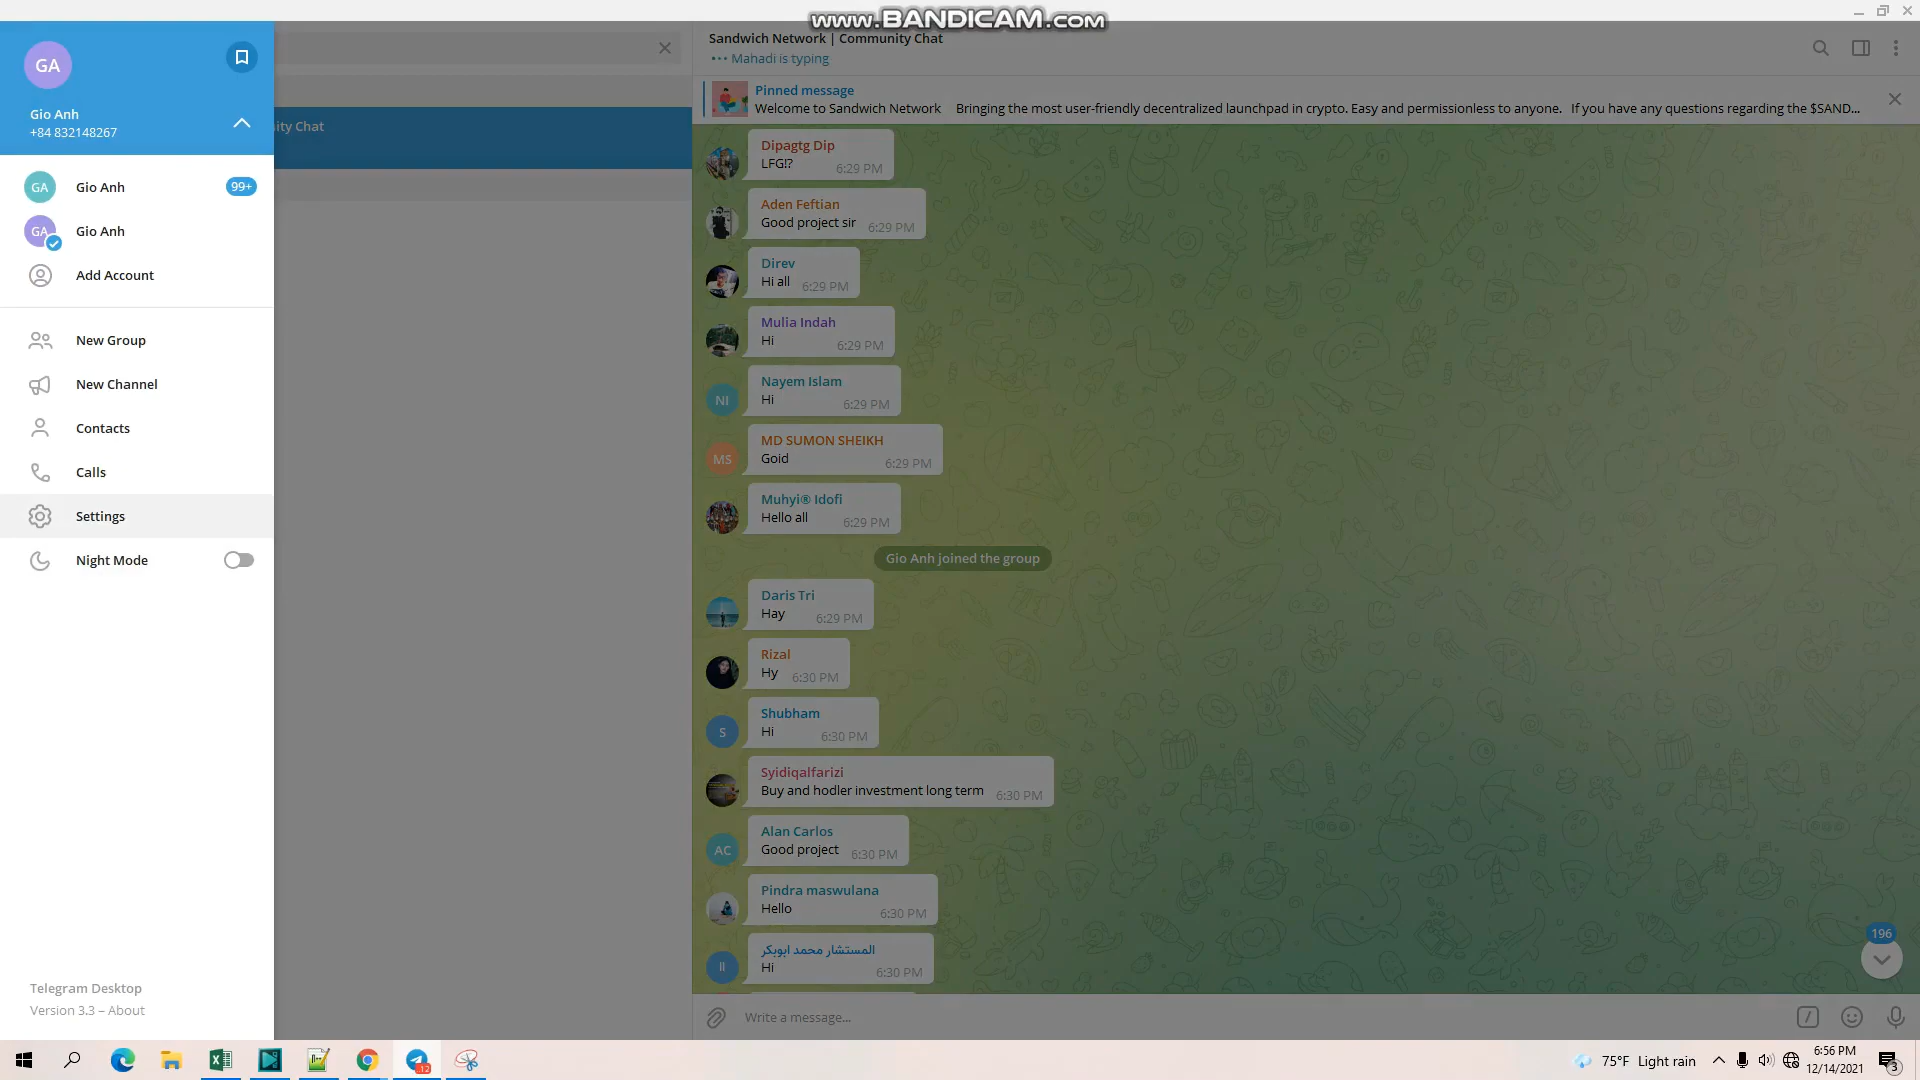 www.BANDICAM.com
GA
Gio Anh
+84 832148267
GA
Gio Anh
99+
GA
Gio Anh
Add Account
New Group
New Channel
Contacts
Calls
Settings
Night Mode
Telegram Desktop
Version 3.3 – About
ity Chat
Sandwich Network | Community Chat
Mahadi is typing
Pinned message
Welcome to Sandwich Network Bringing the most user-friendly decentralized launchpad in crypto. Easy and permissionless to anyone. If you have any questions regarding the $SAND...
Dipagtg Dip
LFG!? 6:29 PM
Aden Feftian
Good project sir 6:29 PM
Direv
Hi all 6:29 PM
Mulia Indah
Hi 6:29 PM
NI
Nayem Islam
Hi 6:29 PM
MS
MD SUMON SHEIKH
Goid 6:29 PM
Muhyi® Idofi
Hello all 6:29 PM
Gio Anh joined the group
Daris Tri
Hay 6:29 PM
Rizal
Hy 6:30 PM
S
Shubham
Hi 6:30 PM
Syidiqalfarizi
Buy and hodler investment long term 6:30 PM
AC
Alan Carlos
Good project 6:30 PM
Pindra maswulana
Hello 6:30 PM
المستشار محمد ابوبكر
Hi 6:30 PM
196
Write a message...
12
75°F Light rain
6:56 PM
12/14/2021
3